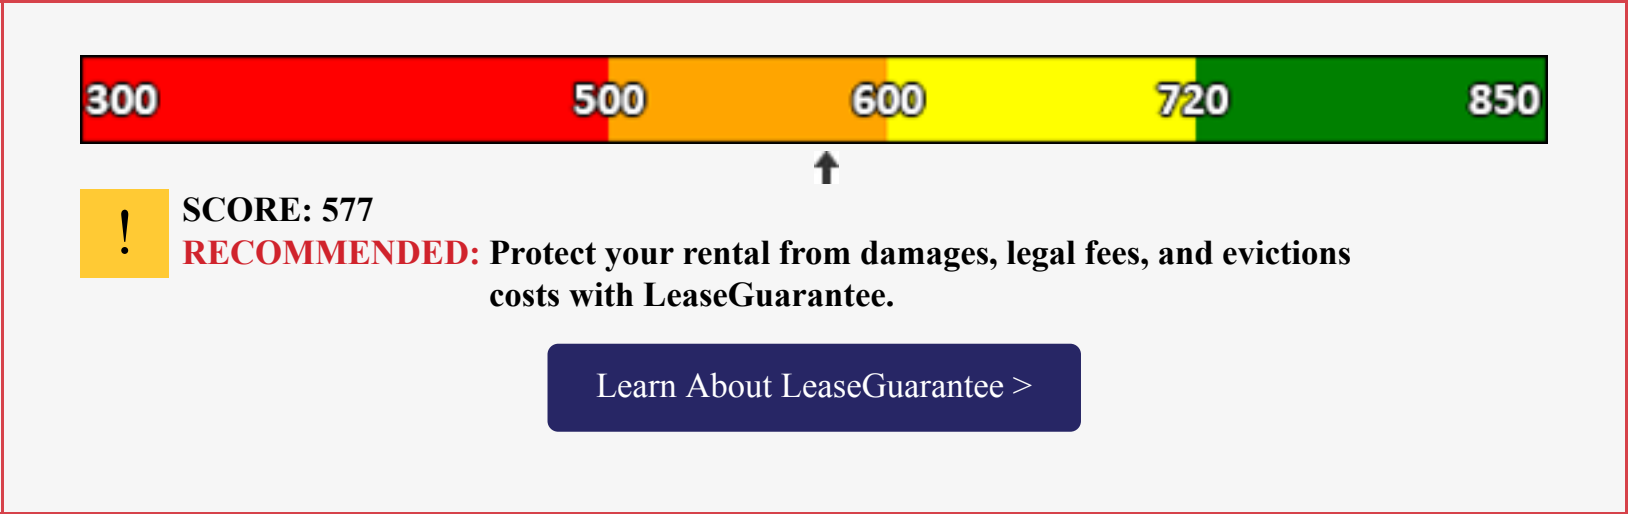 300 500 600 720 850
!
SCORE: 577
RECOMMENDED: Protect your rental from damages, legal fees, and evictions
costs with LeaseGuarantee.
Learn About LeaseGuarantee >